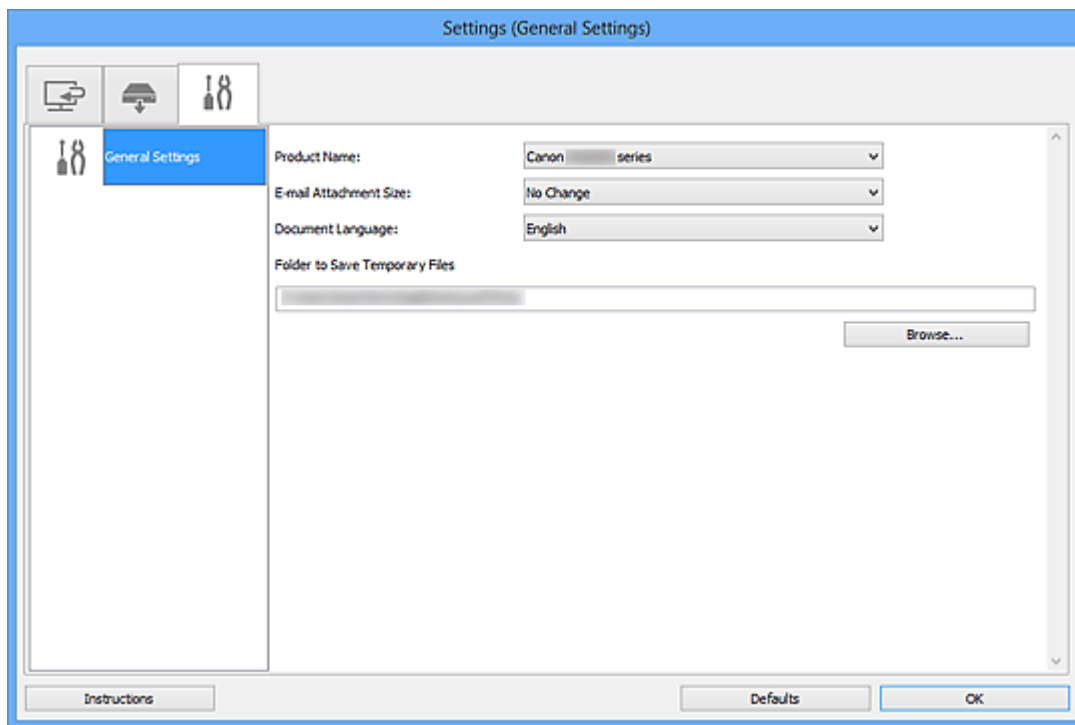 Settings (General Settings)
General Settings
Product Name:
Canon series
E-mail Attachment Size:
No Change
Document Language:
English
Folder to Save Temporary Files
Browse...
Instructions
Defaults
OK